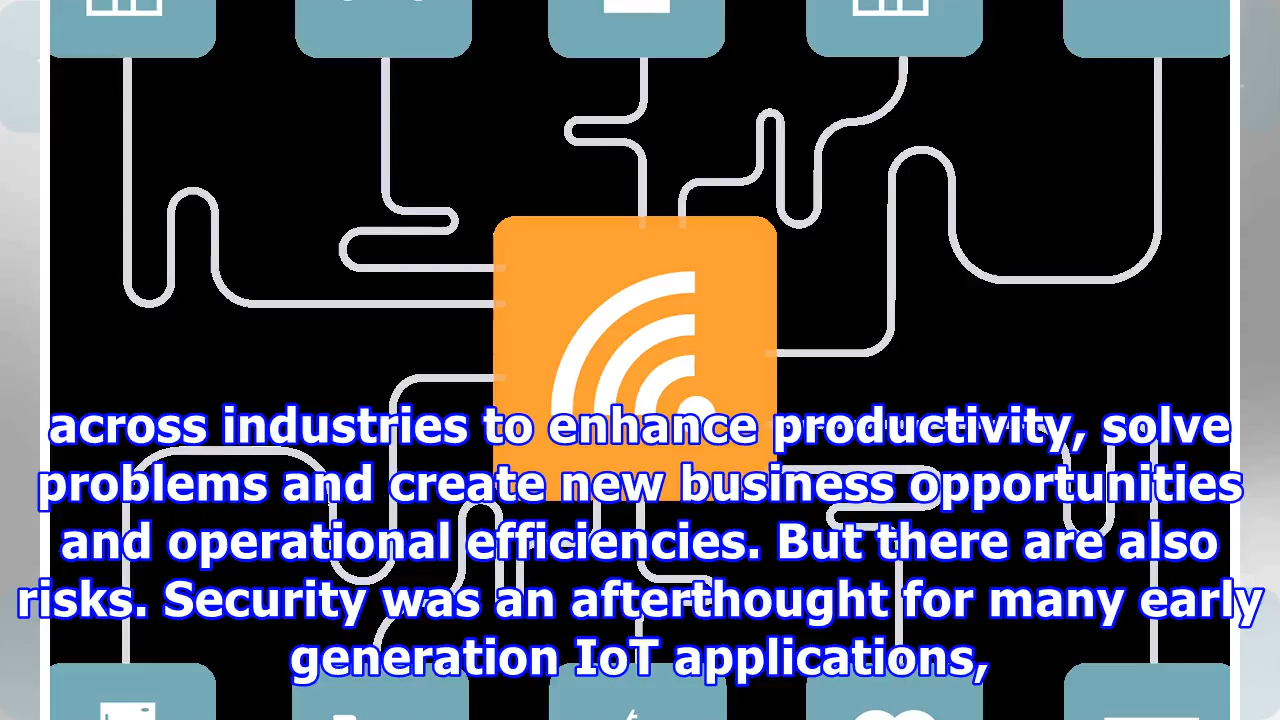 across industries to enhance productivity, solve
problems and create new business opportunities
and operational efficiencies. But there are also
risks. Security was an afterthought for many early
generation IoT applications,